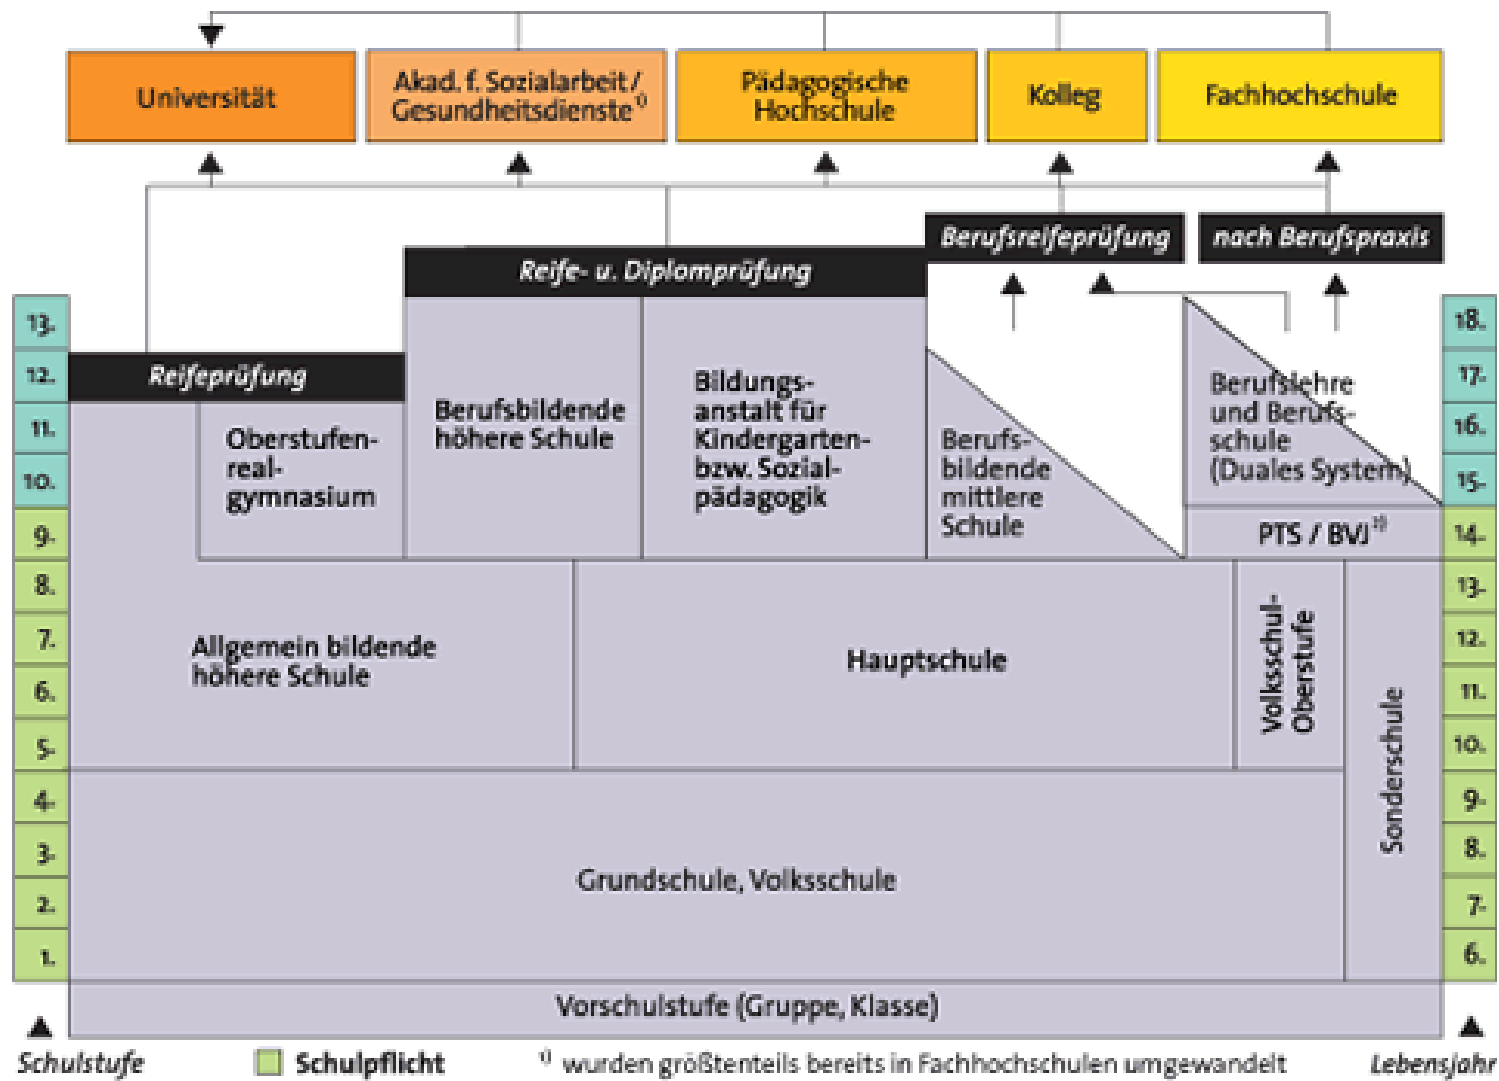 Universität
Akad. f. Sozialarbeit/
Gesundheitsdienste¹⁾
Pädagogische
Hochschule
Kolleg
Fachhochschule
Berufsreifeprüfung
nach Berufspraxis
Reife- u. Diplomprüfung
Reifeprüfung
13.
12.
11.
10.
9.
8.
7.
6.
5.
4.
3.
2.
1.
Oberstufen-
real-
gymnasium
Berufsbildende
höhere Schule
Bildungs-
anstalt für
Kindergarten-
bzw. Sozial-
pädagogik
Berufs-
bildende
mittlere
Schule
Berufslehre
und Berufs-
schule
(Duales System)
PTS / BVJ²⁾
Allgemein bildende
höhere Schule
Hauptschule
Volksschul-
Oberstufe
Sonderschule
Grundschule, Volksschule
Vorschulstufe (Gruppe, Klasse)
18.
17.
16.
15.
14.
13.
12.
11.
10.
9.
8.
7.
6.
Schulstufe
Schulpflicht
¹⁾ wurden größtenteils bereits in Fachhochschulen umgewandelt
Lebensjahr